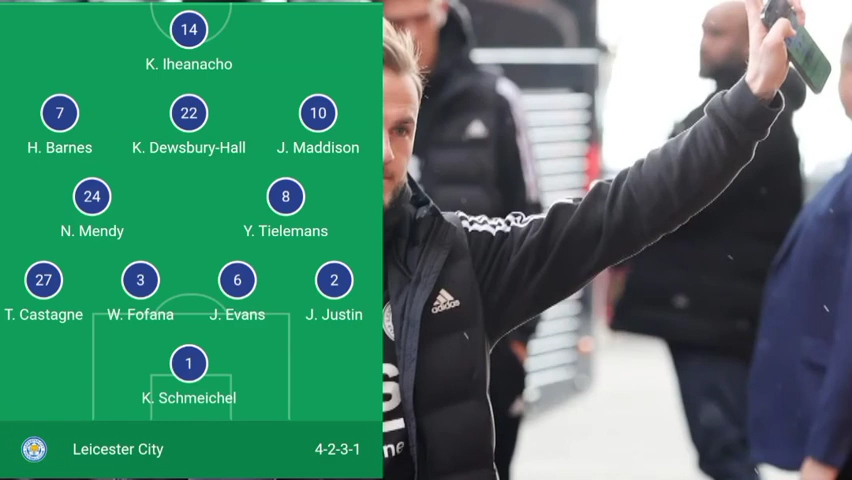 14
K. Iheanacho
7 22 10
H. Barnes K. Dewsbury-Hall J. Maddison
24 8
N. Mendy Y. Tielemans
27 3 6 2
T. Castagne W. Fofana J. Evans J. Justin
1
K. Schmeichel
Leicester City 4-2-3-1
adidas